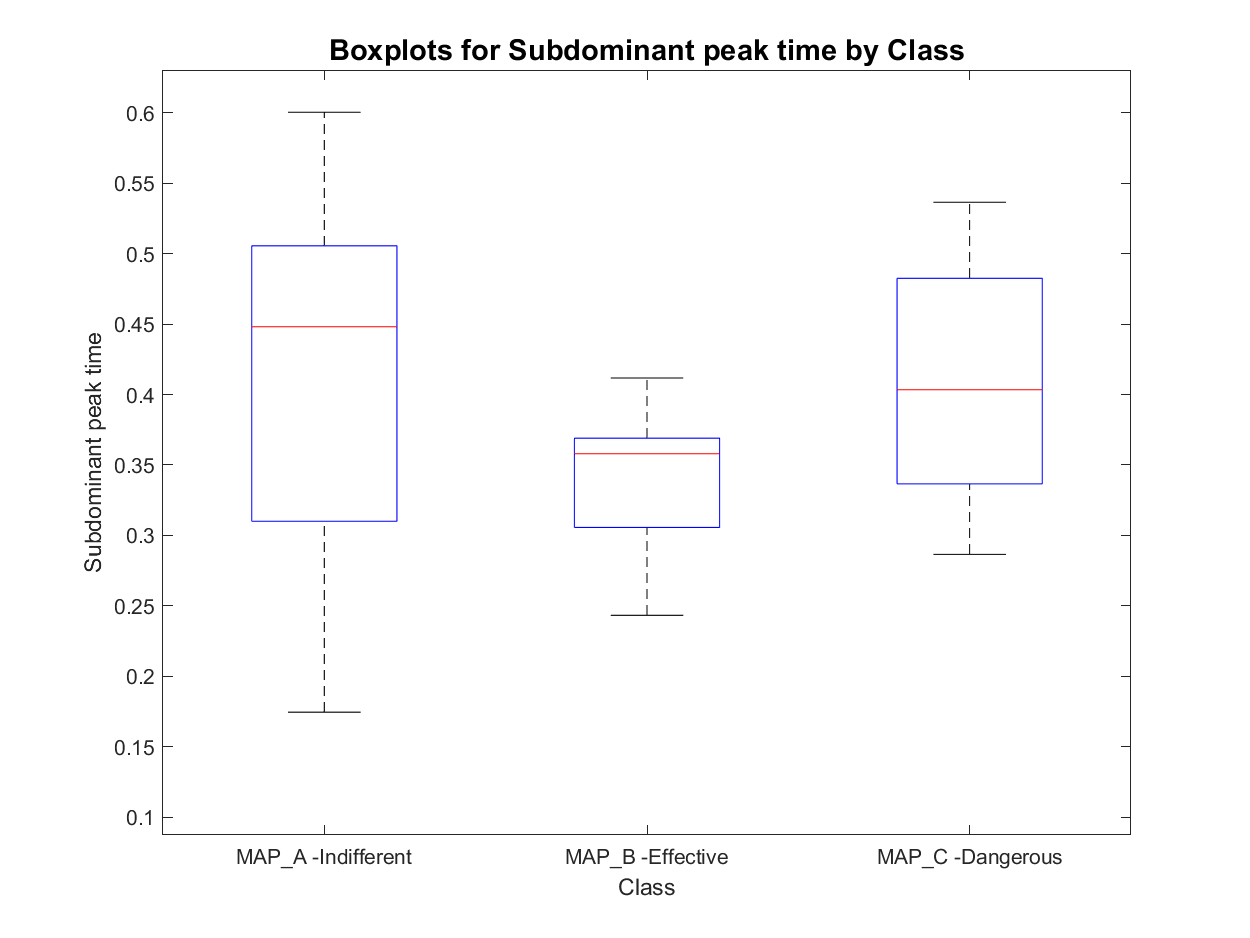 Boxplots for Subdominant peak time by Class
0.6
0.55
0.5
0.45
0.4
0.35
0.3
0.25
0.2
0.15
0.1
Subdominant peak time
MAP_A -Indifferent
MAP_B -Effective
MAP_C -Dangerous
Class